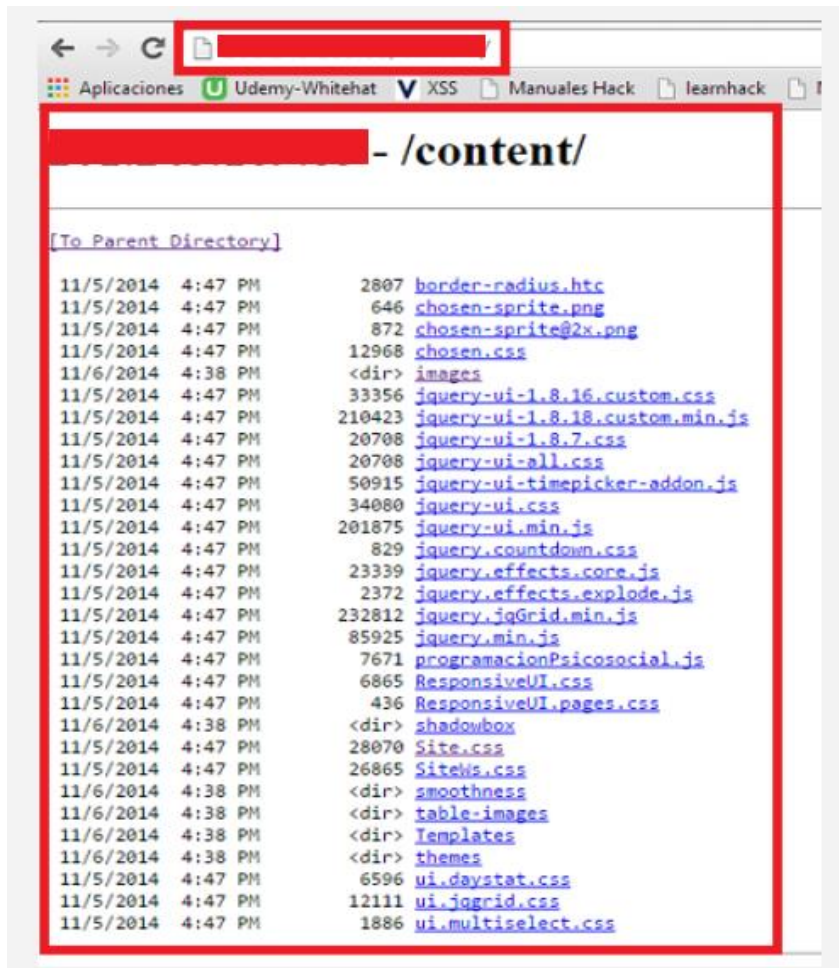 Aplicaciones Udemy-Whitehat XSS Manuales Hack learnhack
- /content/
[To Parent Directory]
11/5/2014 4:47 PM 2807 border-radius.htc
11/5/2014 4:47 PM 646 chosen-sprite.png
11/5/2014 4:47 PM 872 chosen-sprite@2x.png
11/5/2014 4:47 PM 12968 chosen.css
11/6/2014 4:38 PM <dir> images
11/5/2014 4:47 PM 33356 jquery-ui-1.8.16.custom.css
11/5/2014 4:47 PM 210423 jquery-ui-1.8.18.custom.min.js
11/5/2014 4:47 PM 20708 jquery-ui-1.8.7.css
11/5/2014 4:47 PM 20708 jquery-ui-all.css
11/5/2014 4:47 PM 50915 jquery-ui-timepicker-addon.js
11/5/2014 4:47 PM 34080 jquery-ui.css
11/5/2014 4:47 PM 201875 jquery-ui.min.js
11/5/2014 4:47 PM 829 jquery.countdown.css
11/5/2014 4:47 PM 23339 jquery.effects.core.js
11/5/2014 4:47 PM 2372 jquery.effects.explode.js
11/5/2014 4:47 PM 232812 jquery.jqGrid.min.js
11/5/2014 4:47 PM 85925 jquery.min.js
11/5/2014 4:47 PM 7671 programacionPsicosocial.js
11/5/2014 4:47 PM 6865 ResponsiveUI.css
11/5/2014 4:47 PM 436 ResponsiveUI.pages.css
11/6/2014 4:38 PM <dir> shadowbox
11/5/2014 4:47 PM 28070 Site.css
11/5/2014 4:47 PM 26865 SiteWs.css
11/6/2014 4:38 PM <dir> smoothness
11/6/2014 4:38 PM <dir> table-images
11/6/2014 4:38 PM <dir> Templates
11/6/2014 4:38 PM <dir> themes
11/5/2014 4:47 PM 6596 ui.daystat.css
11/5/2014 4:47 PM 12111 ui.jqgrid.css
11/5/2014 4:47 PM 1886 ui.multiselect.css